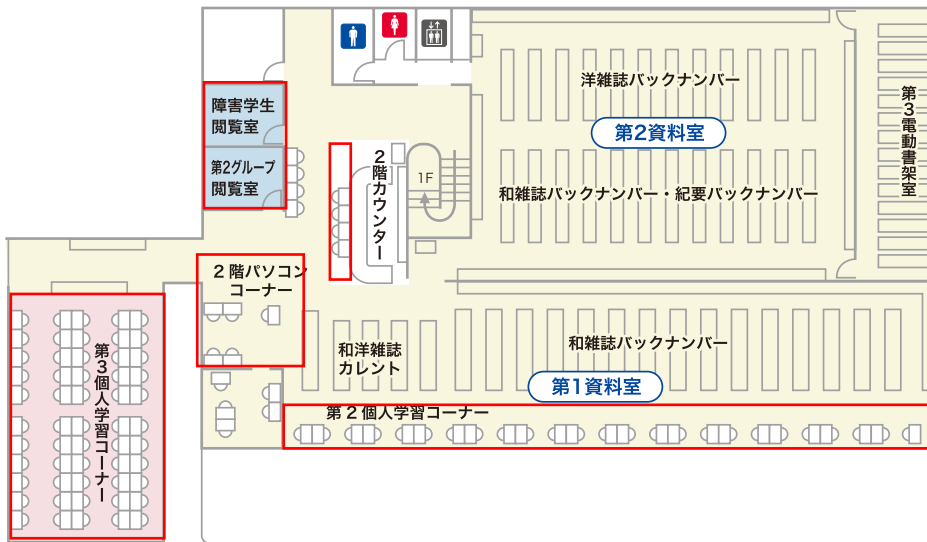 洋雑誌バックナンバー
第2資料室
和雑誌バックナンバー・紀要バックナンバー
第3電動書架室
障害学生
閲覧室
第2グループ
閲覧室
2階カウンター
1F
2階パソコン
コーナー
和洋雑誌
カレント
和雑誌バックナンバー
第1資料室
第2個人学習コーナー
第3個人学習コーナー